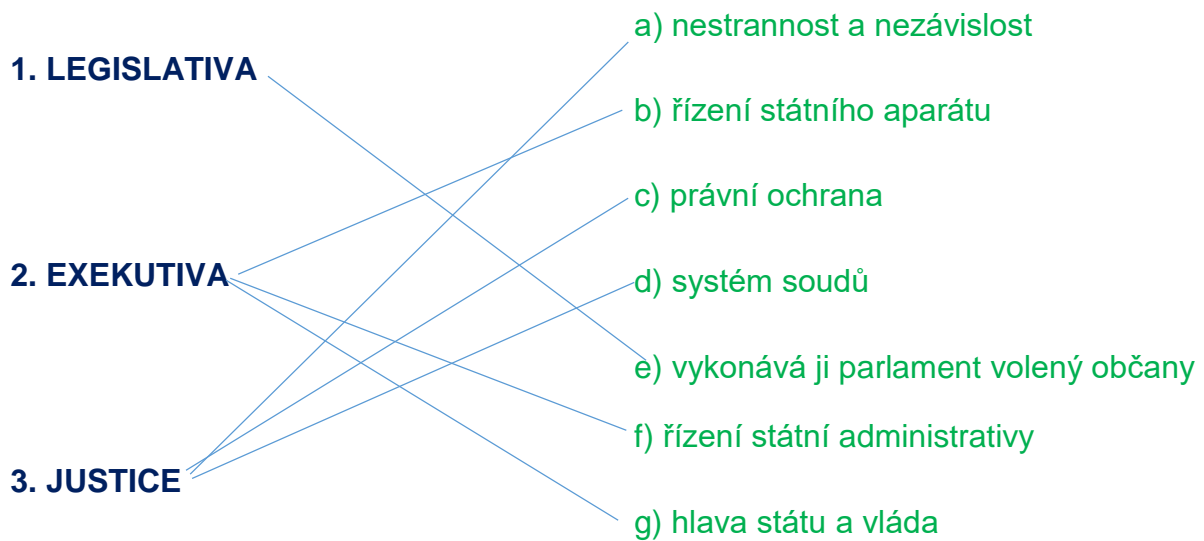 1. LEGISLATIVA
2. EXEKUTIVA
3. JUSTICE
a) nestrannost a nezávislost
b) řízení státního aparátu
c) právní ochrana
d) systém soudů
e) vykonává ji parlament volený občany
f) řízení státní administrativy
g) hlava státu a vláda